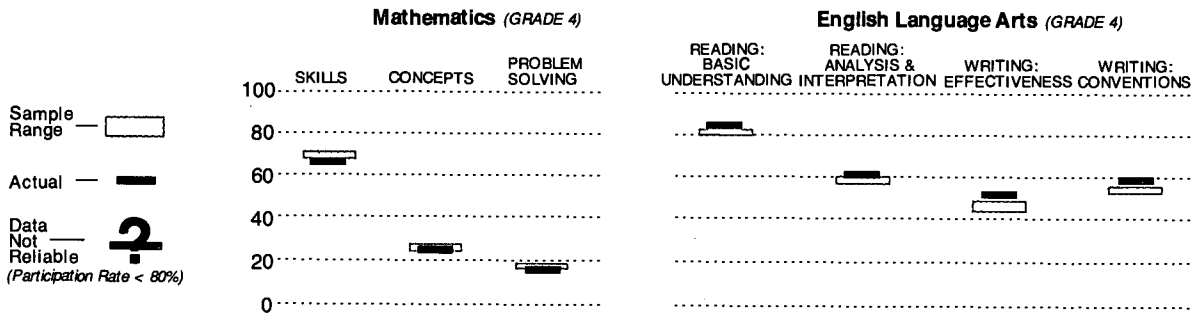 Mathematics (GRADE 4)
SKILLS
CONCEPTS
PROBLEM
SOLVING
English Language Arts (GRADE 4)
READING:
BASIC
UNDERSTANDING
READING:
ANALYSIS &
INTERPRETATION
WRITING:
EFFECTIVENESS
WRITING:
CONVENTIONS
100
80
60
40
20
0
Sample
Range
Actual
Data
Not
Reliable
?
(Participation Rate < 80%)